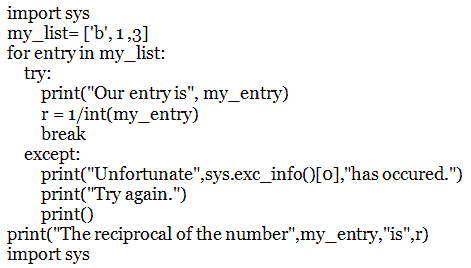 import sys
my_list= ['b', 1 ,3]
for entry in my_list:
    try:
        print("Our entry is", my_entry)
        r = 1/int(my_entry)
        break
    except:
        print("Unfortunate",sys.exc_info()[0],"has occured.")
        print("Try again.")
        print()
print("The reciprocal of the number",my_entry,"is",r)
import sys